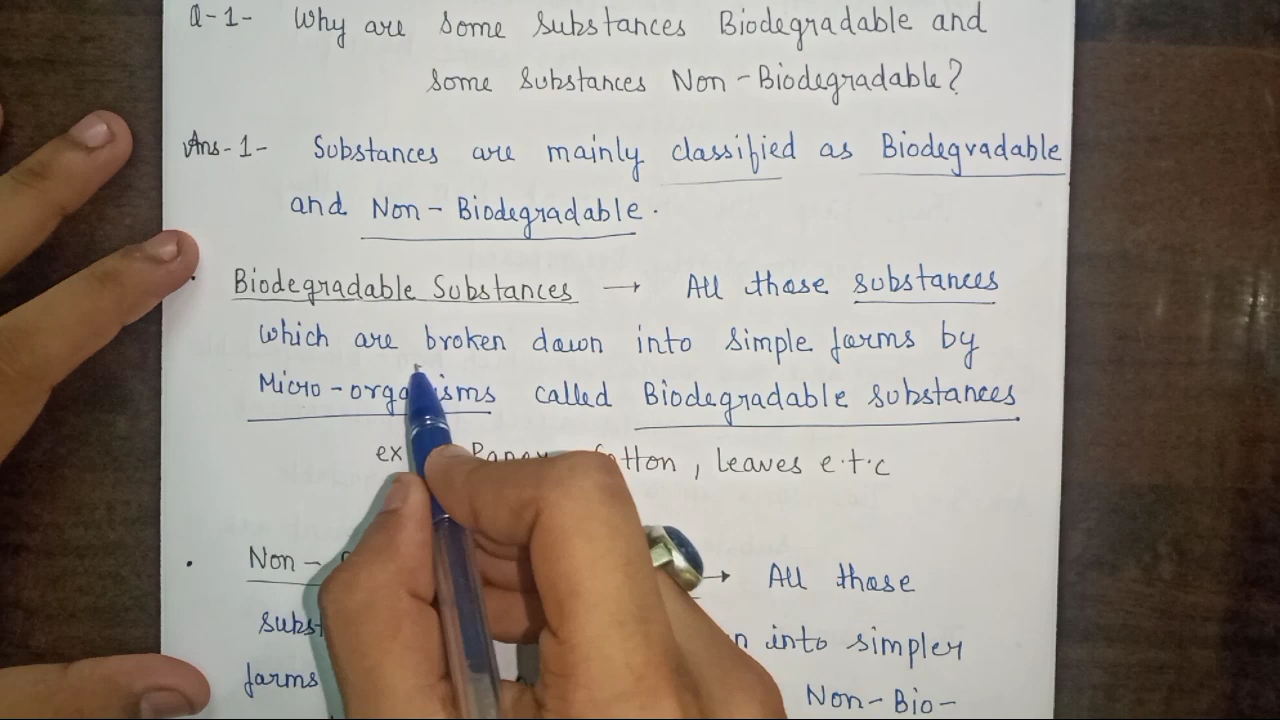 Q-1- Why are some substances Biodegradable and
some substances Non-Biodegradable?
Ans-1- Substances are mainly classified as Biodegradable
and Non-Biodegradable.
Biodegradable Substances → All those substances
which are broken down into simple forms by
Micro-organisms called Biodegradable substances
ex , leaves e.t.c
Non- → All those
into simpler
forms Non-Bio-